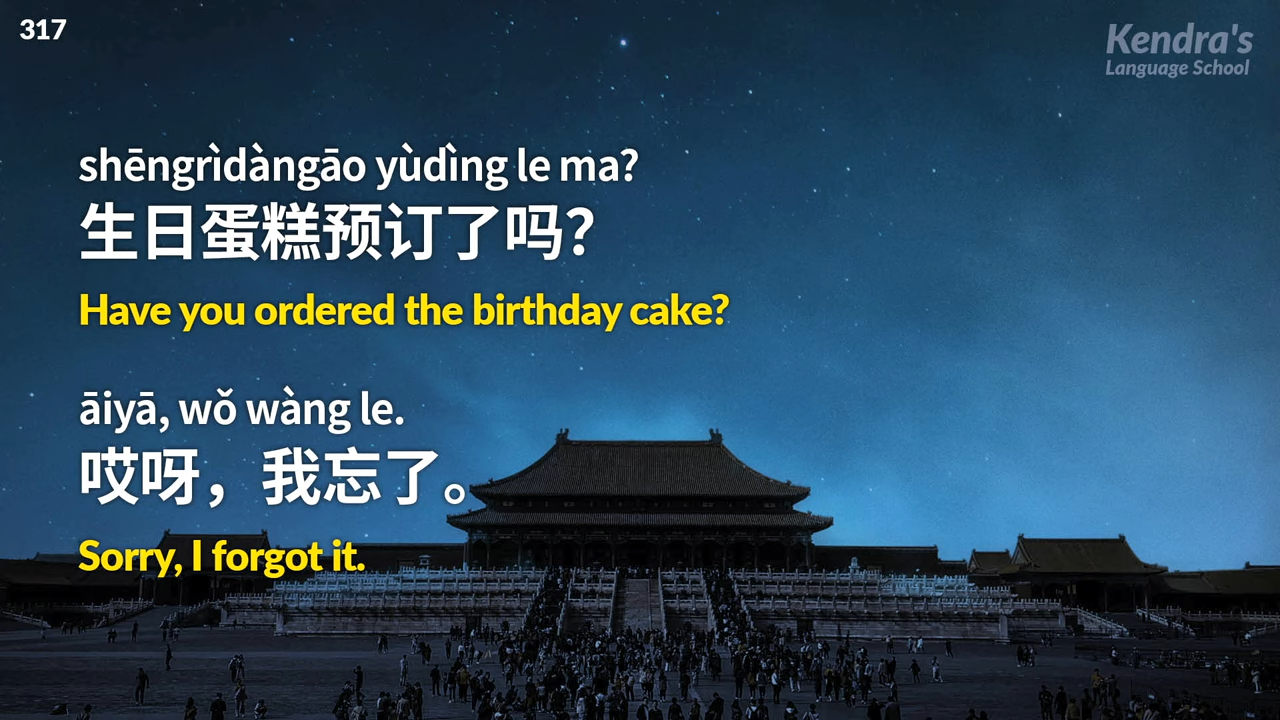 317
Kendra's
Language School
shēngrìdàngāo yùdìng le ma?
生日蛋糕预订了吗？
Have you ordered the birthday cake?
āiyā, wǒ wàng le.
哎呀，我忘了。
Sorry, I forgot it.